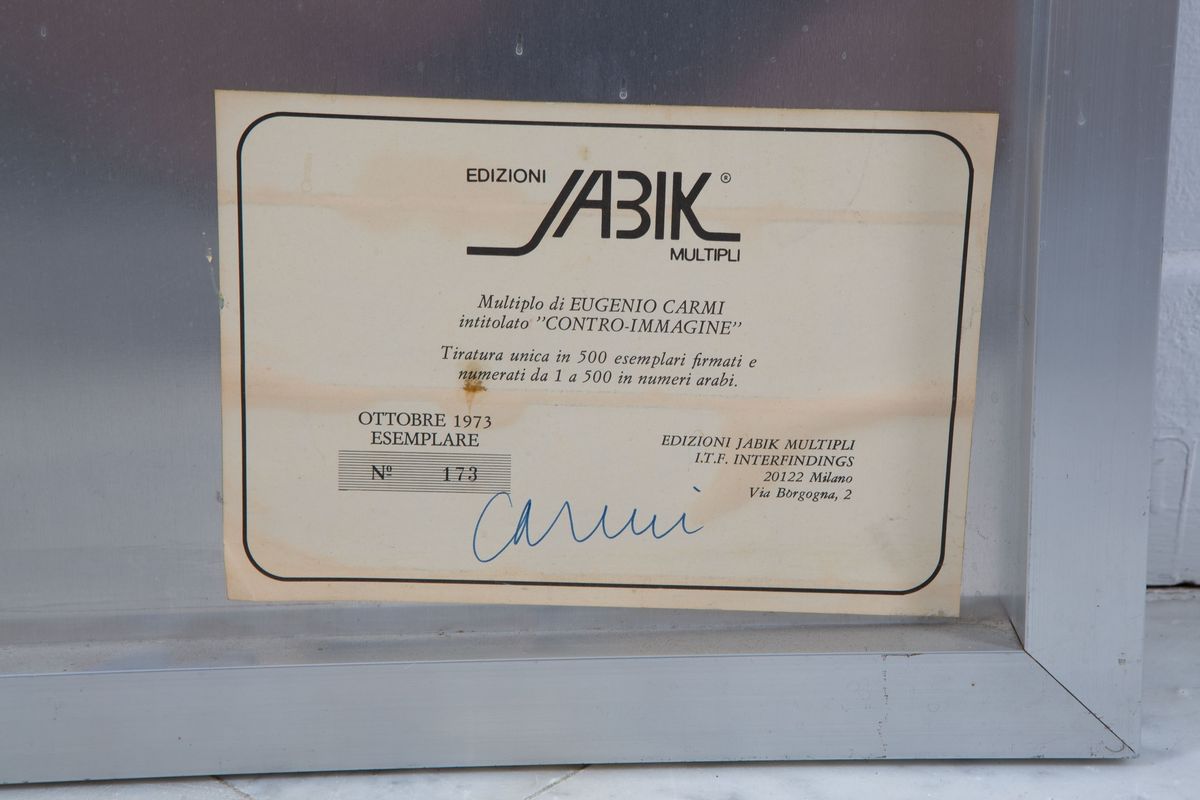 EDIZIONI
JABIK ®
MULTIPLI
Multiplo di EUGENIO CARMI
intitolato "CONTRO-IMMAGINE"
Tiratura unica in 500 esemplari firmati e
numerati da 1 a 500 in numeri arabi.
OTTOBRE 1973
ESEMPLARE
Nº 173
EDIZIONI JABIK MULTIPLI
I.T.F. INTERFINDINGS
20122 Milano
Via Borgogna, 2
Carmi